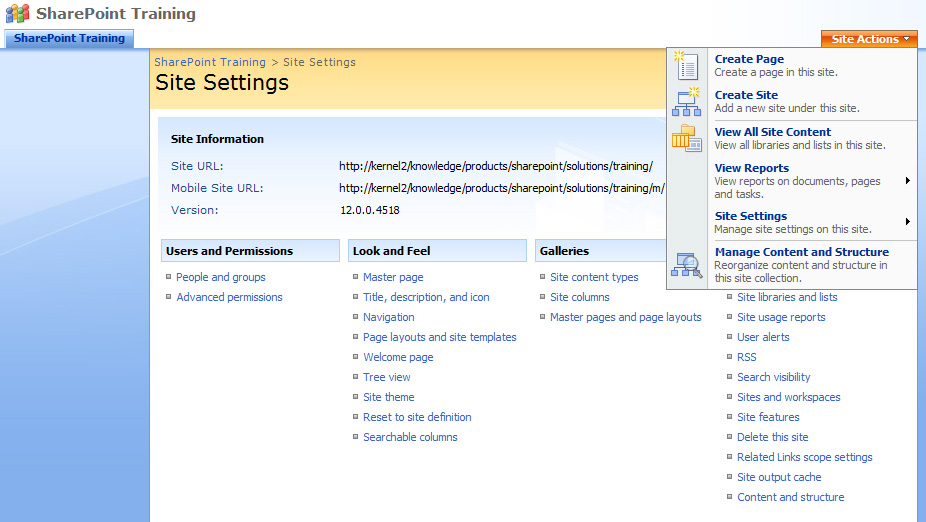 SharePoint Training
SharePoint Training
Site Actions
SharePoint Training > Site Settings
Site Settings
Create Page
Create a page in this site.
Create Site
Add a new site under this site.
View All Site Content
View all libraries and lists in this site.
View Reports
View reports on documents, pages
and tasks.
Site Settings
Manage site settings on this site.
Manage Content and Structure
Reorganize content and structure in
this site collection.
Site Information
Site URL: http://kernel2/knowledge/products/sharepoint/solutions/training/
Mobile Site URL: http://kernel2/knowledge/products/sharepoint/solutions/training/m/
Version: 12.0.0.4518
Users and Permissions
People and groups
Advanced permissions
Look and Feel
Master page
Title, description, and icon
Navigation
Page layouts and site templates
Welcome page
Tree view
Site theme
Reset to site definition
Searchable columns
Galleries
Site content types
Site columns
Master pages and page layouts
Site libraries and lists
Site usage reports
User alerts
RSS
Search visibility
Sites and workspaces
Site features
Delete this site
Related Links scope settings
Site output cache
Content and structure